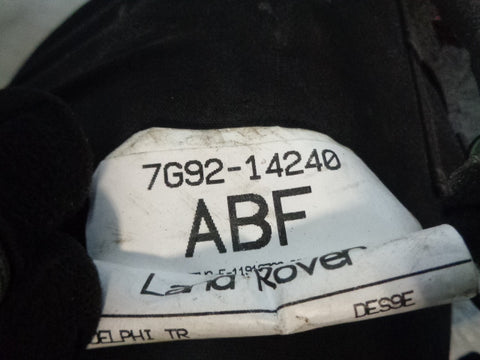 7G92-14240
ABF
Land Rover
DELPHI TR
DES9E